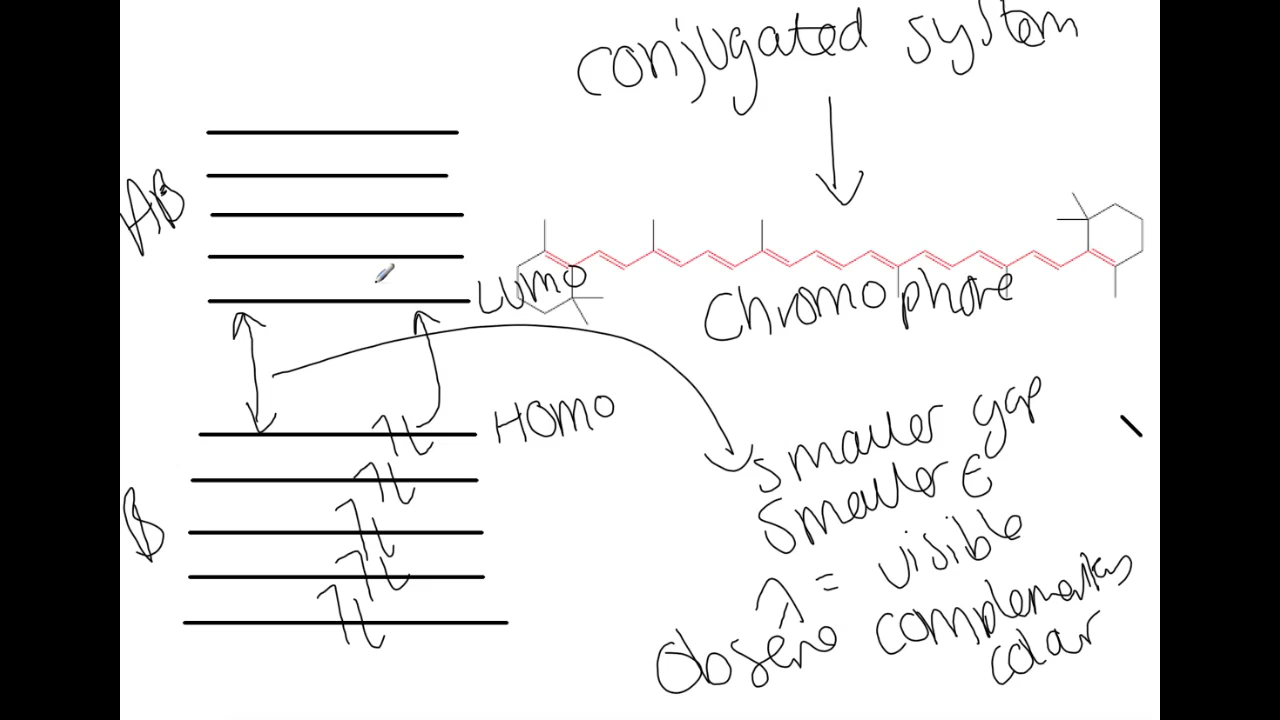 conjugated system
AB
LUMO
Chromophore
HOMO
smaller gap
smaller E
B
λ = visible
observe complementary
color